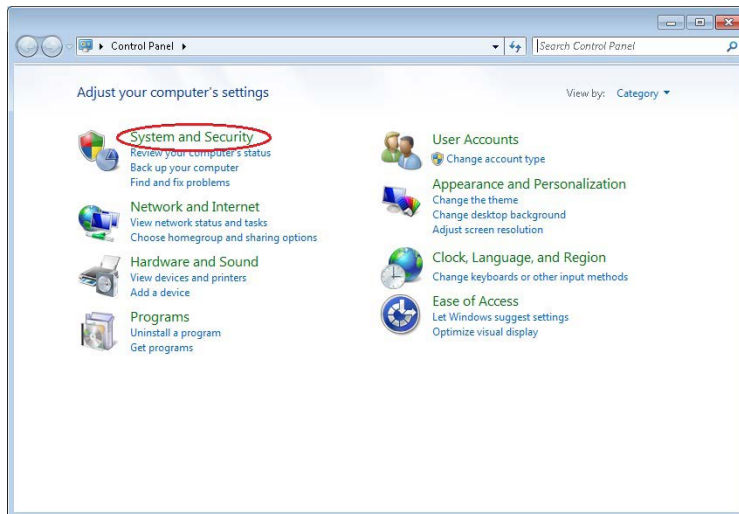 Control Panel
Search Control Panel
Adjust your computer's settings
View by: Category
System and Security
Review your computer's status
Back up your computer
Find and fix problems
Network and Internet
View network status and tasks
Choose homegroup and sharing options
Hardware and Sound
View devices and printers
Add a device
Programs
Uninstall a program
Get programs
User Accounts
Change account type
Appearance and Personalization
Change the theme
Change desktop background
Adjust screen resolution
Clock, Language, and Region
Change keyboards or other input methods
Ease of Access
Let Windows suggest settings
Optimize visual display